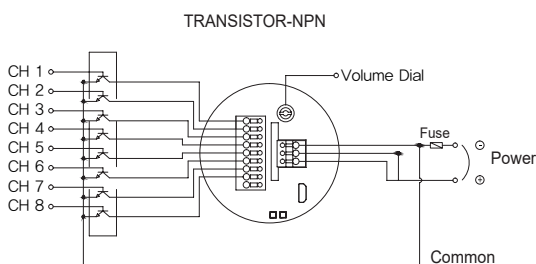 TRANSISTOR-NPN
CH 1
CH 2
CH 3
CH 4
CH 5
CH 6
CH 7
CH 8
Volume Dial
Fuse
Power
Common